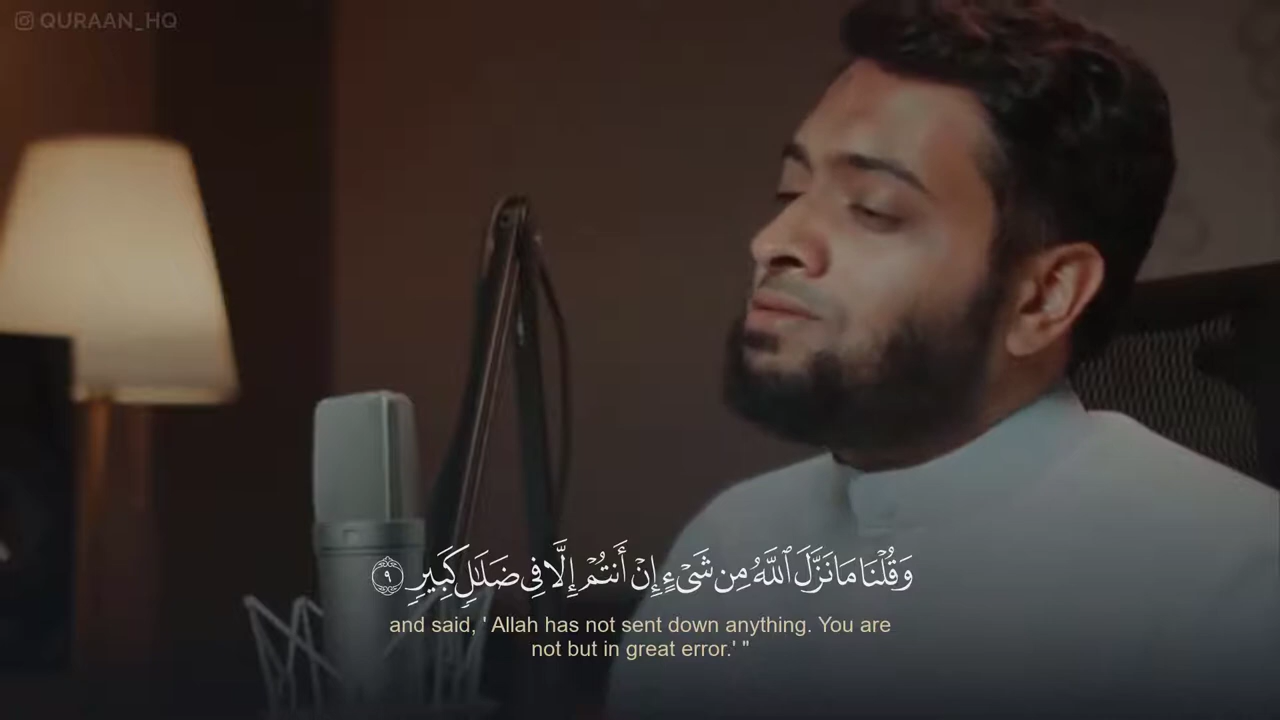 QURAAN_HQ
وَقُلْنَا مَا نَزَّلَ ٱللَّهُ مِن شَىْءٍ إِنْ أَنتُمْ إِلَّا فِى ضَلَـٰلٍ كَبِيرٍ ٩
and said, ' Allah has not sent down anything. You are
not but in great error.' "